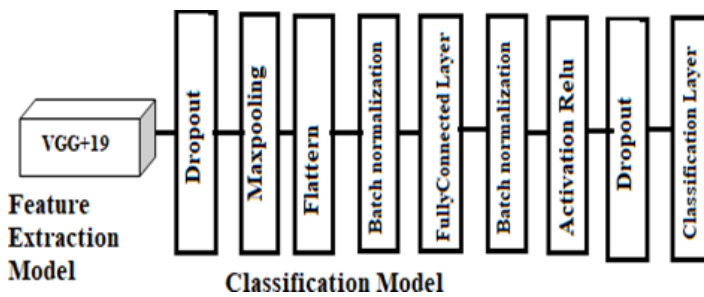 VGG+19
Feature
Extraction
Model
Dropout
Maxpooling
Flattern
Batch normalization
FullyConnected Layer
Batch normalization
Activation Relu
Dropout
Classification Layer
Classification Model